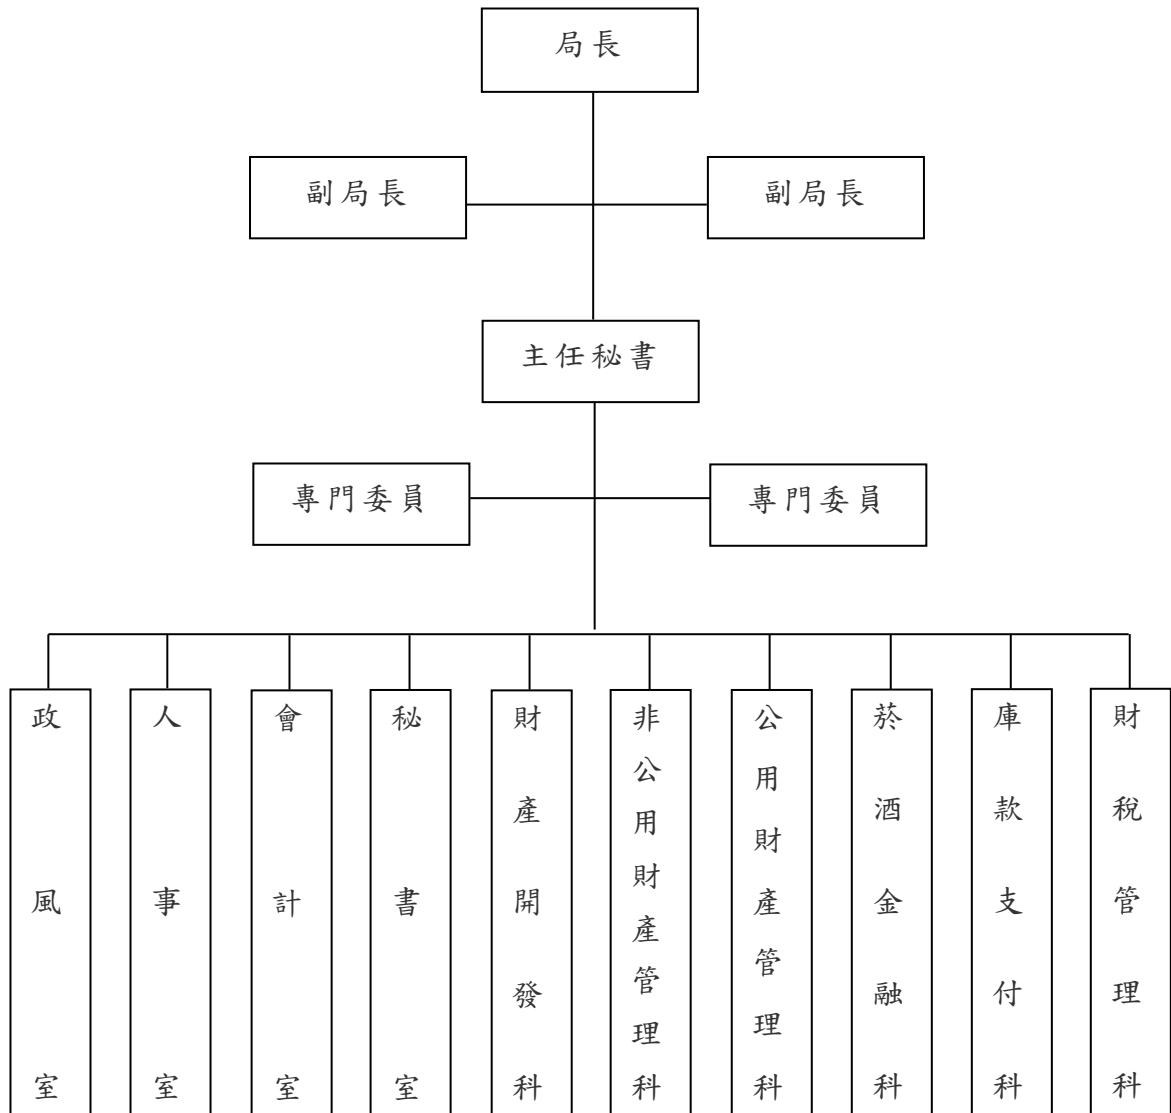 局長
副局長
副局長
主任秘書
專門委員
專門委員
政風室
人事室
會計室
秘書室
財產開發科
非公用財產管理科
公用財產管理科
菸酒金融科
庫款支付科
財稅管理科